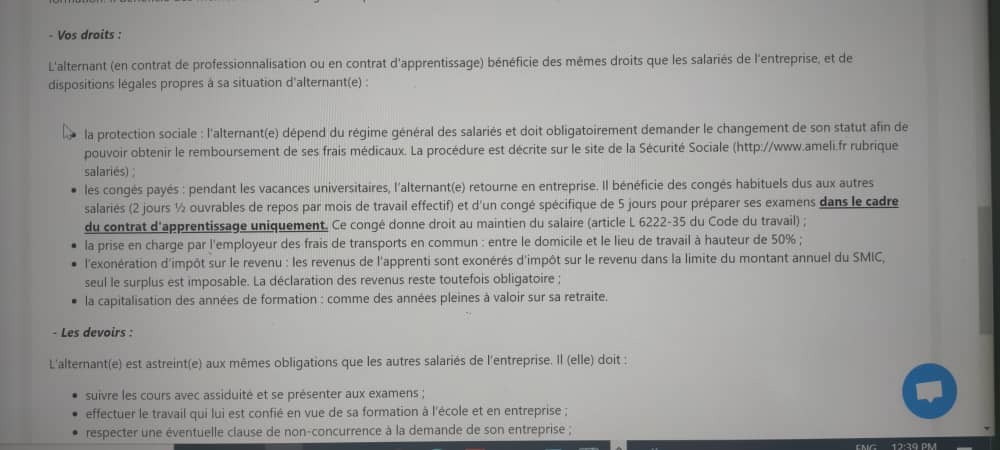 - Vos droits :
L'alternant (en contrat de professionnalisation ou en contrat d'apprentissage) bénéficie des mêmes droits que les salariés de l'entreprise, et de
dispositions légales propres à sa situation d'alternant(e) :
• la protection sociale : l'alternant(e) dépend du régime général des salariés et doit obligatoirement demander le changement de son statut afin de
pouvoir obtenir le remboursement de ses frais médicaux. La procédure est décrite sur le site de la Sécurité Sociale (http://www.ameli.fr rubrique
salariés) ;
• les congés payés : pendant les vacances universitaires, l'alternant(e) retourne en entreprise. Il bénéficie des congés habituels dus aux autres
salariés (2 jours ½ ouvrables de repos par mois de travail effectif) et d'un congé spécifique de 5 jours pour préparer ses examens dans le cadre
du contrat d'apprentissage uniquement. Ce congé donne droit au maintien du salaire (article L 6222-35 du Code du travail) ;
• la prise en charge par l'employeur des frais de transports en commun : entre le domicile et le lieu de travail à hauteur de 50% ;
• l'exonération d'impôt sur le revenu : les revenus de l'apprenti sont exonérés d'impôt sur le revenu dans la limite du montant annuel du SMIC,
seul le surplus est imposable. La déclaration des revenus reste toutefois obligatoire ;
• la capitalisation des années de formation : comme des années pleines à valoir sur sa retraite.
- Les devoirs :
L'alternant(e) est astreint(e) aux mêmes obligations que les autres salariés de l'entreprise. Il (elle) doit :
• suivre les cours avec assiduité et se présenter aux examens ;
• effectuer le travail qui lui est confié en vue de sa formation à l'école et en entreprise ;
• respecter une éventuelle clause de non-concurrence à la demande de son entreprise ;
ENG 12:39 PM